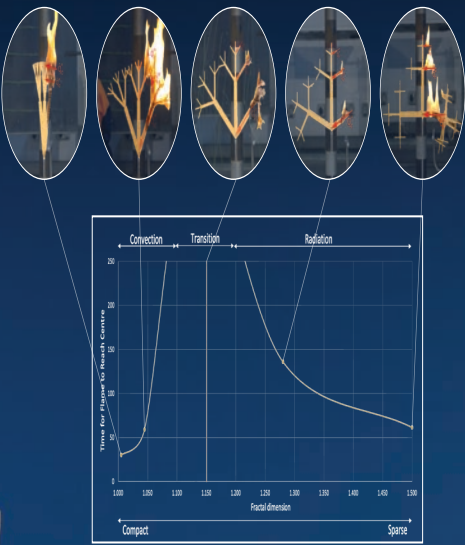 Convection Transition Radiation
250
200
150
100
50
0
Time for Flame to Reach Centre
1.000 1.050 1.100 1.150 1.200 1.250 1.300 1.350 1.400 1.450 1.500
Fractal dimension
Compact Sparse